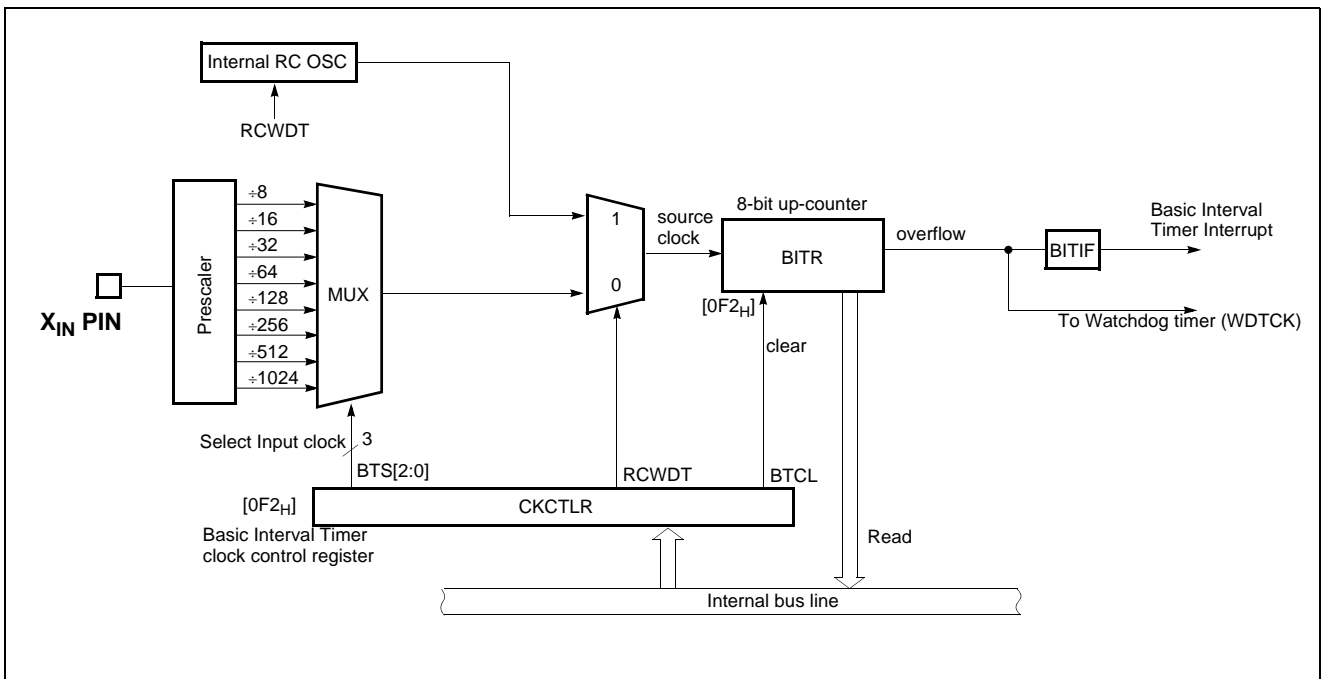 Internal RC OSC
RCWDT
XIN PIN
Prescaler
÷8
÷16
÷32
÷64
÷128
÷256
÷512
÷1024
MUX
Select Input clock
3
BTS[2:0]
1
0
source
clock
8-bit up-counter
BITR
[0F2H]
overflow
BITIF
Basic Interval
Timer Interrupt
To Watchdog timer (WDTCK)
clear
RCWDT
BTCL
[0F2H]
CKCTLR
Basic Interval Timer
clock control register
Read
Internal bus line